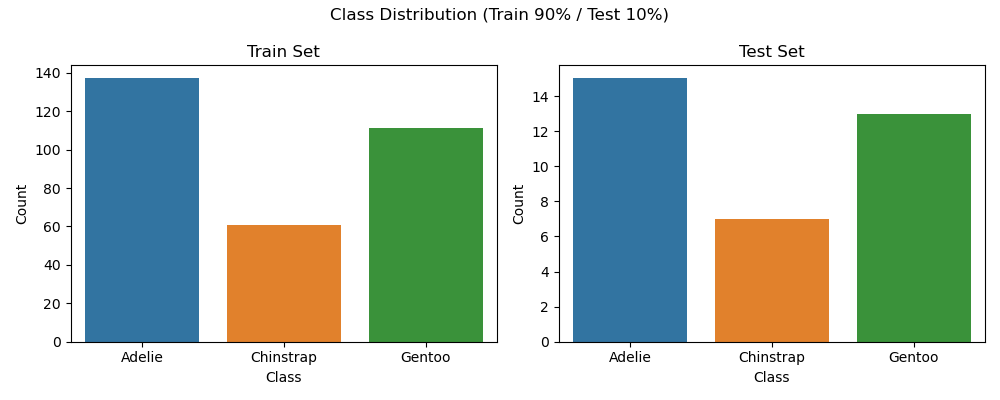 Class Distribution (Train 90% / Test 10%)
Train Set
140
120
100
80
60
40
20
0
Count
Adelie Chinstrap Gentoo
Class
Test Set
14
12
10
8
6
4
2
0
Count
Adelie Chinstrap Gentoo
Class